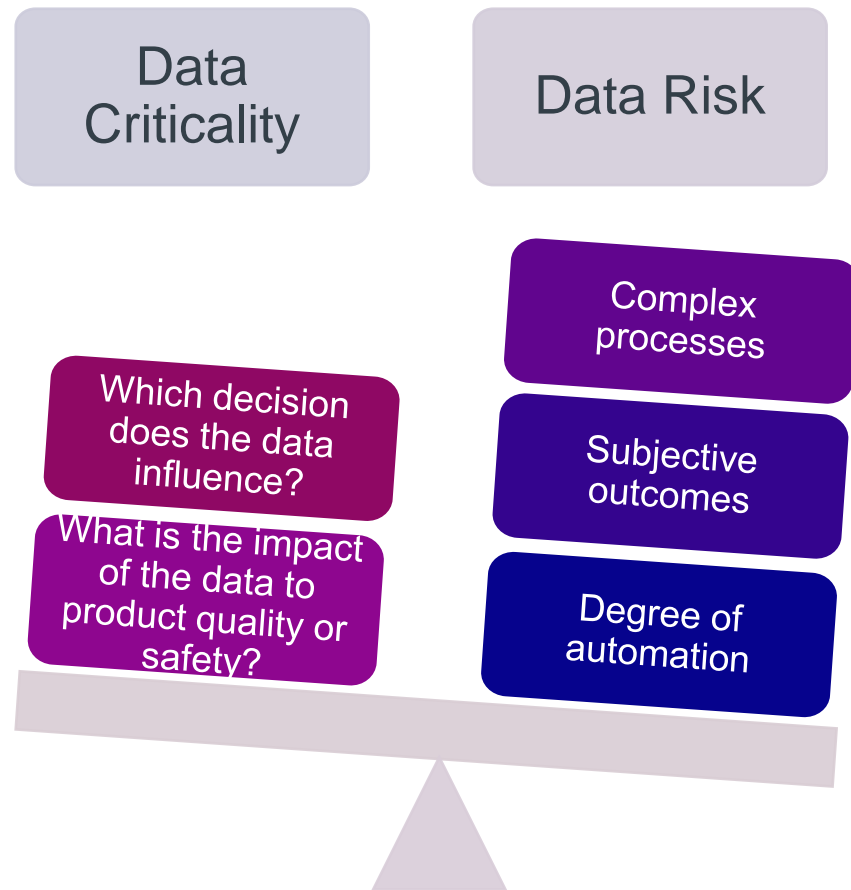 Data
Criticality
Data Risk
Which decision
does the data
influence?
What is the impact
of the data to
product quality or
safety?
Complex
processes
Subjective
outcomes
Degree of
automation